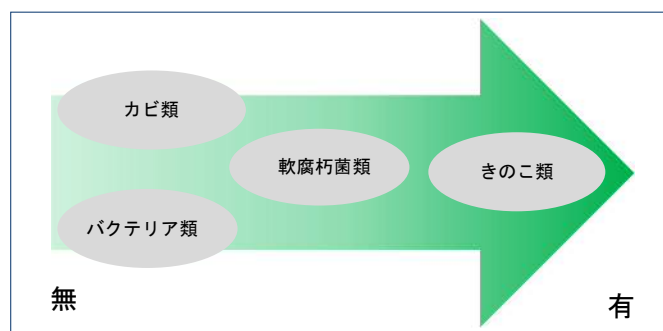 カビ類
軟腐朽菌類
きのこ類
バクテリア類
無
有